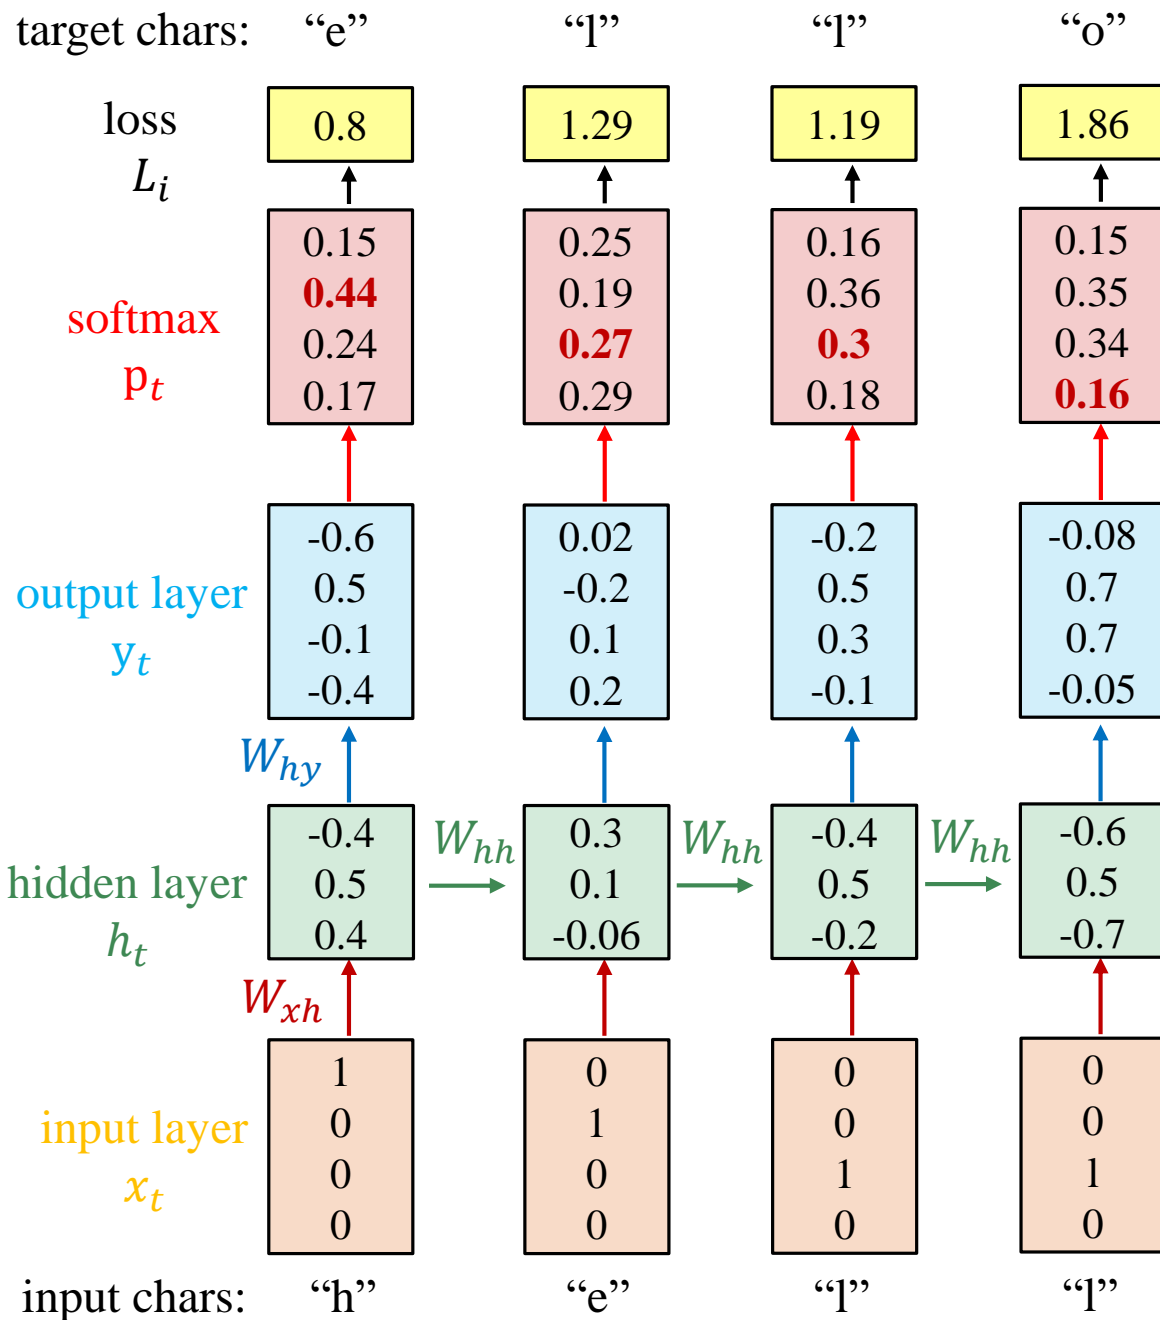 target chars: “e” “l” “l” “o”
loss 0.8 1.29 1.19 1.86
L_i
0.15 0.25 0.16 0.15
0.44 0.19 0.36 0.35
softmax 0.24 0.27 0.3 0.34
p_t 0.17 0.29 0.18 0.16
-0.6 0.02 -0.2 -0.08
output layer 0.5 -0.2 0.5 0.7
y_t -0.1 0.1 0.3 0.7
-0.4 0.2 -0.1 -0.05
W_hy
-0.4 W_hh 0.3 W_hh -0.4 W_hh -0.6
hidden layer 0.5 0.1 0.5 0.5
h_t 0.4 -0.06 -0.2 -0.7
W_xh
1 0 0 0
input layer 0 1 0 0
x_t 0 0 1 1
0 0 0 0
input chars: “h” “e” “l” “l”